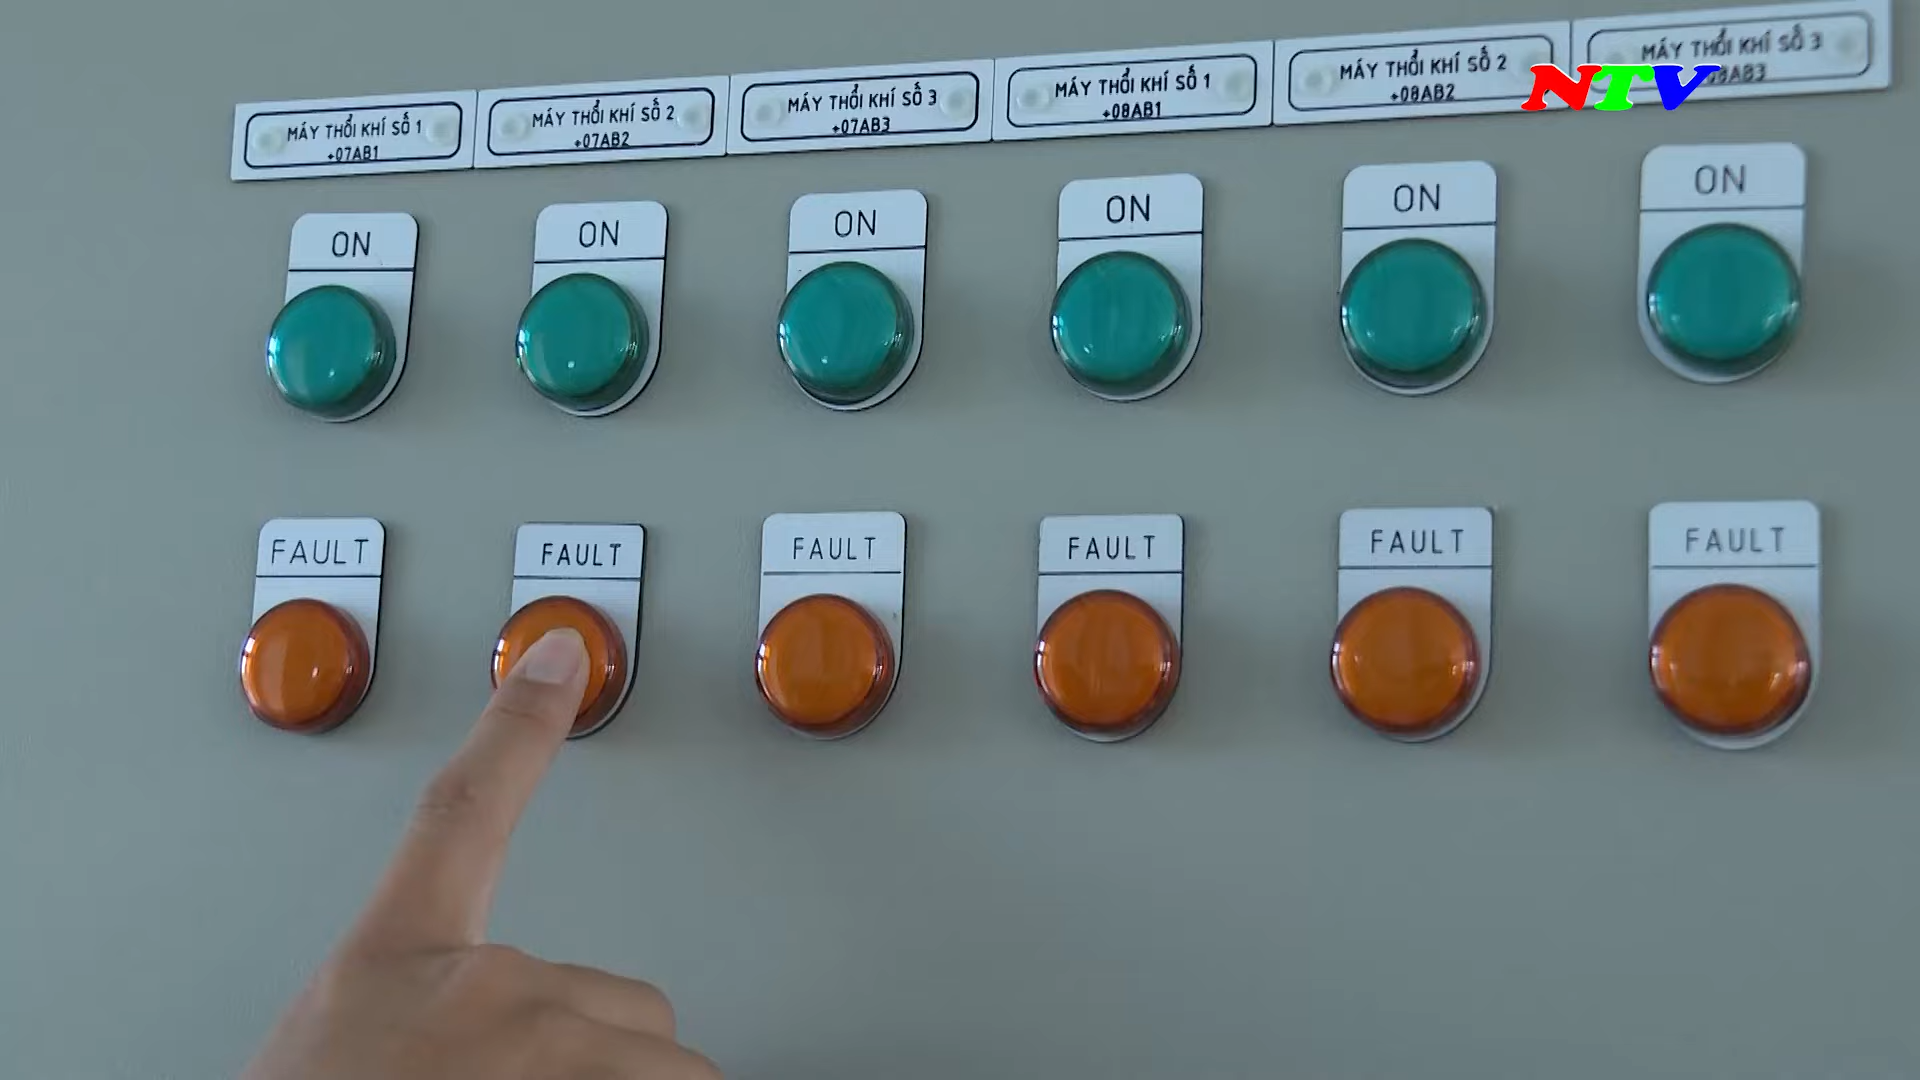 MÁY THỔI KHÍ SỐ 1
+07AB1
MÁY THỔI KHÍ SỐ 2
+07AB2
MÁY THỔI KHÍ SỐ 3
+07AB3
MÁY THỔI KHÍ SỐ 1
+08AB1
MÁY THỔI KHÍ SỐ 2
+08AB2
MÁY THỔI KHÍ SỐ 3
NTV
ON
ON
ON
ON
ON
ON
FAULT
FAULT
FAULT
FAULT
FAULT
FAULT